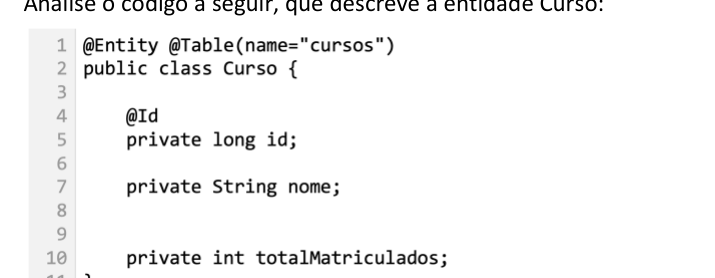 Analise o código a seguir, que descreve a entidade Curso:
1 @Entity @Table(name="cursos")
2 public class Curso {
3
4 @Id
5 private long id;
6
7 private String nome;
8
9
10 private int totalMatriculados;